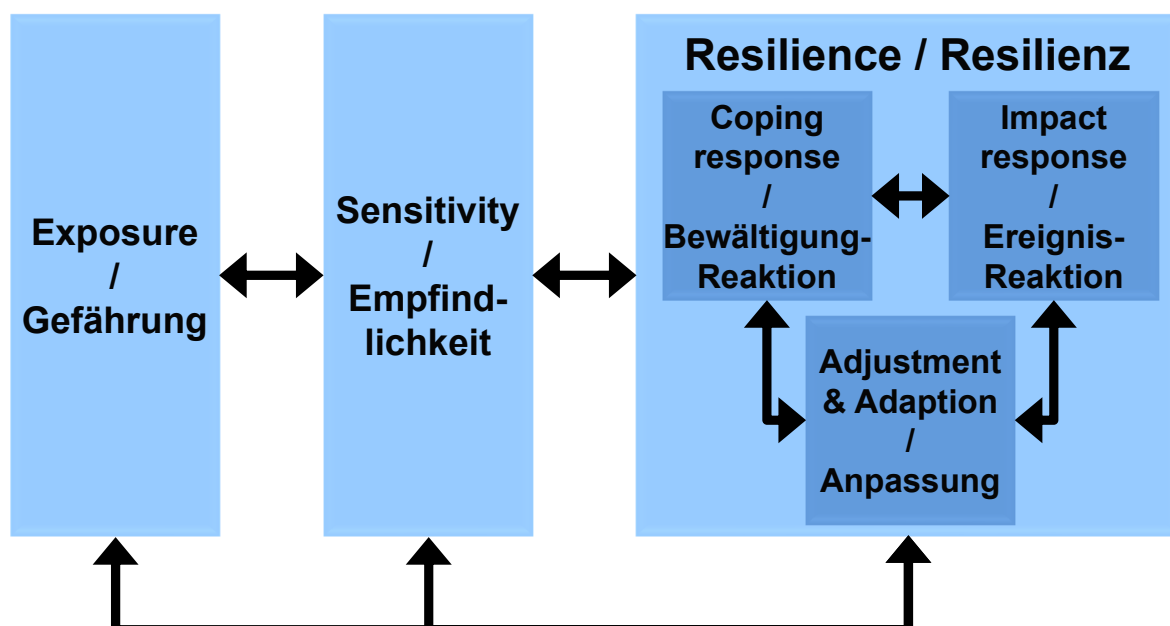 Exposure
/
Gefährung
Sensitivity
/
Empfind-
lichkeit
Resilience / Resilienz
Coping
response
/
Bewältigung-
Reaktion
Impact
response
/
Ereignis-
Reaktion
Adjustment
& Adaption
/
Anpassung